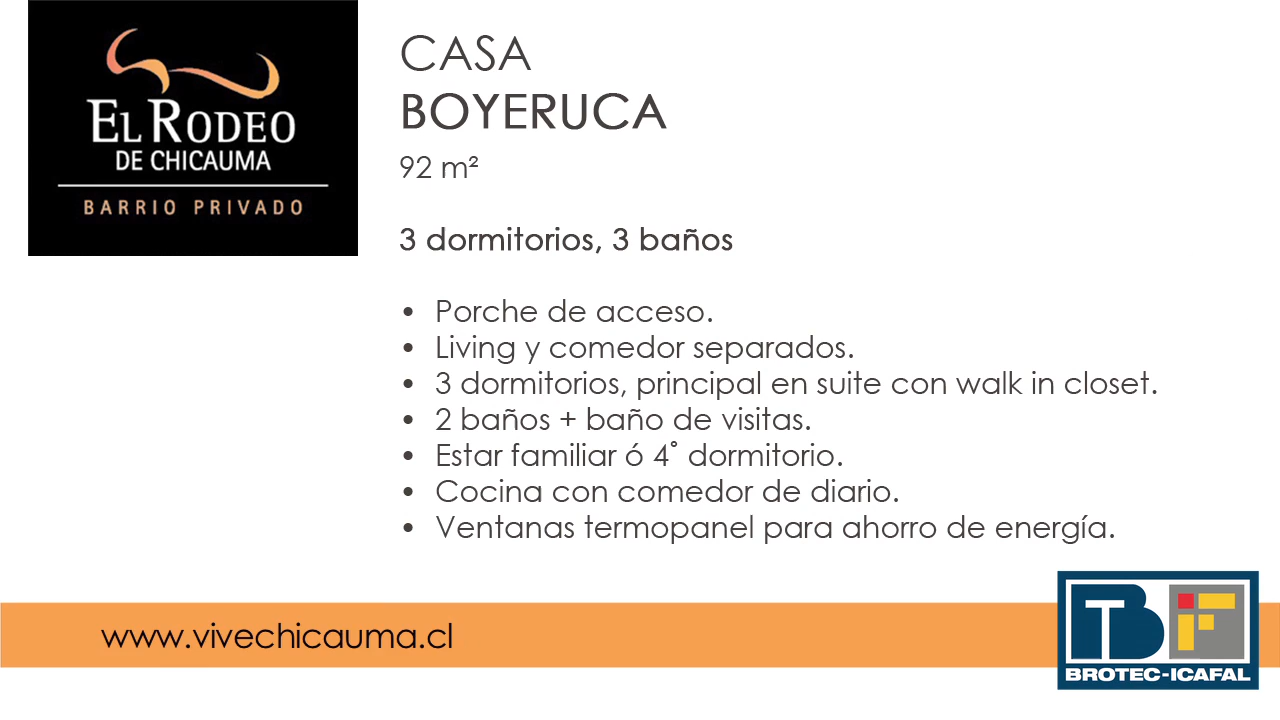 EL RODEO
DE CHICAUMA
BARRIO PRIVADO
CASA
BOYERUCA
92 m²
3 dormitorios, 3 baños
• Porche de acceso.
• Living y comedor separados.
• 3 dormitorios, principal en suite con walk in closet.
• 2 baños + baño de visitas.
• Estar familiar ó 4˚ dormitorio.
• Cocina con comedor de diario.
• Ventanas termopanel para ahorro de energía.
www.vivechicauma.cl
BROTEC-ICAFAL